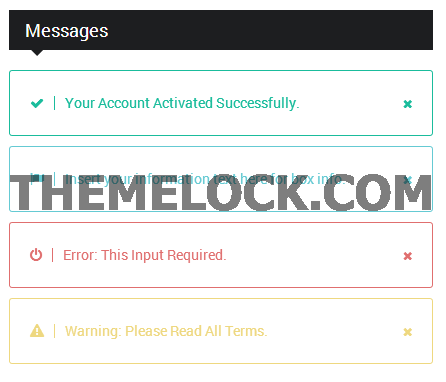 Messages
Your Account Activated Successfully.
Insert your information text here for box info.
THEMELOCK.COM
Error: This Input Required.
Warning: Please Read All Terms.